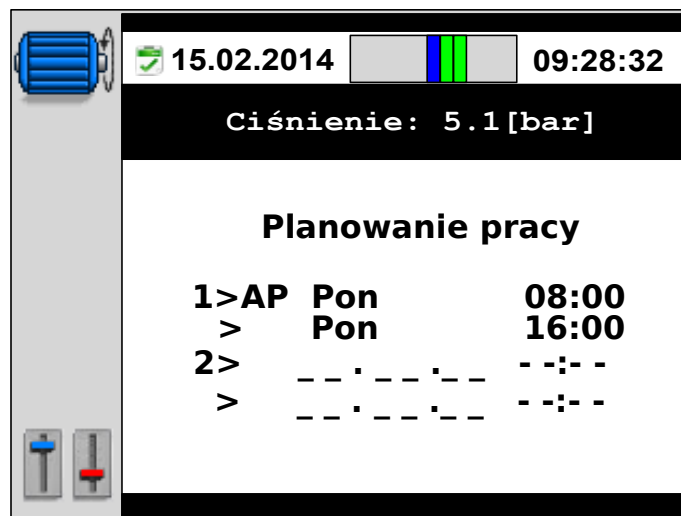 15.02.2014 09:28:32
Ciśnienie: 5.1[bar]
Planowanie pracy
1>AP Pon 08:00
> Pon 16:00
2> _ _ . _ _ ._ _ - -:- -
> _ _ . _ _ ._ _ - -:- -